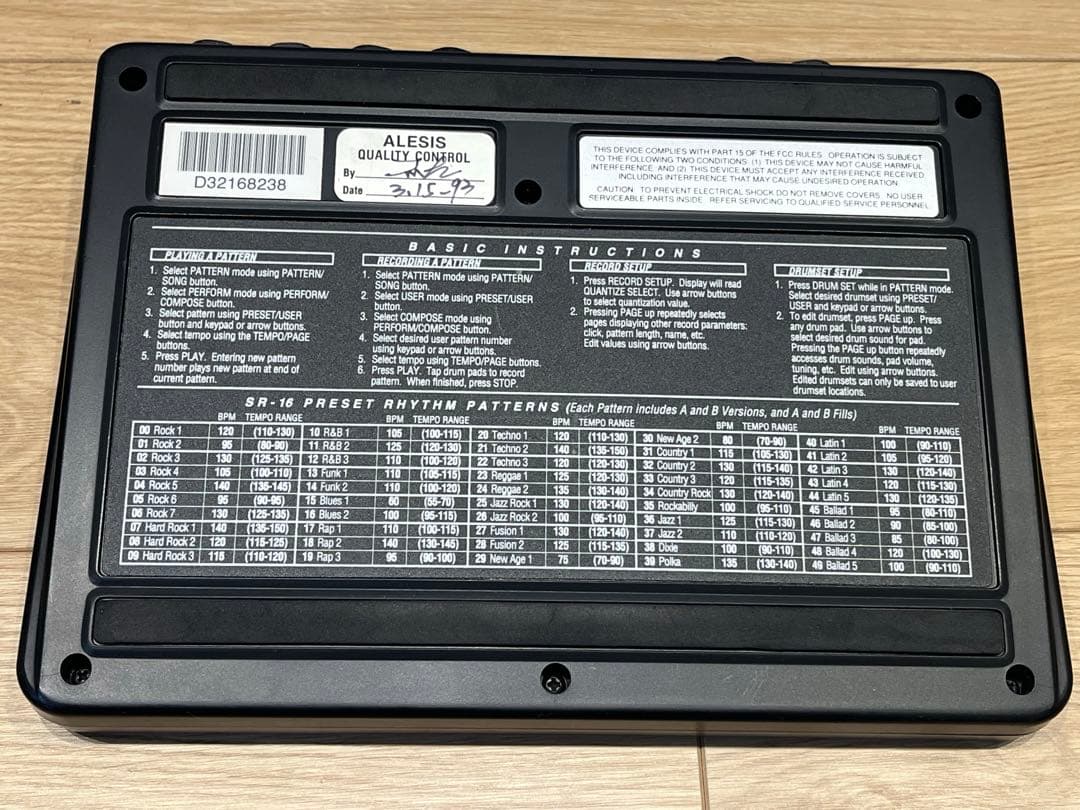 D32168238
ALESIS
QUALITY CONTROL
By
Date 3-15-93
THIS DEVICE COMPLIES WITH PART 15 OF THE FCC RULES. OPERATION IS SUBJECT
TO THE FOLLOWING TWO CONDITIONS: (1) THIS DEVICE MAY NOT CAUSE HARMFUL
INTERFERENCE, AND (2) THIS DEVICE MUST ACCEPT ANY INTERFERENCE RECEIVED
INCLUDING INTERFERENCE THAT MAY CAUSE UNDESIRED OPERATION.
CAUTION: TO PREVENT ELECTRICAL SHOCK DO NOT REMOVE COVERS. NO USER
SERVICEABLE PARTS INSIDE. REFER SERVICING TO QUALIFIED SERVICE PERSONNEL
BASIC INSTRUCTIONS
PLAYING A PATTERN
1. Select PATTERN mode using PATTERN/
SONG button.
2. Select PERFORM mode using PERFORM/
COMPOSE button.
3. Select pattern using PRESET/USER
button and keypad or arrow buttons.
4. Select tempo using the TEMPO/PAGE
buttons.
5. Press PLAY. Entering new pattern
number plays new pattern at end of
current pattern.
RECORDING A PATTERN
1. Select PATTERN mode using PATTERN/
SONG button.
2. Select USER mode using PRESET/USER
button.
3. Select COMPOSE mode using
PERFORM/COMPOSE button.
4. Select desired user pattern number
using keypad or arrow buttons.
5. Select tempo using TEMPO/PAGE buttons.
6. Press PLAY. Tap drum pads to record
pattern. When finished, press STOP.
RECORD SETUP
1. Press RECORD SETUP. Display will read
QUANTIZE SELECT. Use arrow buttons
to select quantization value.
2. Pressing PAGE UP repeatedly selects
pages displaying other record parameters:
click, pattern length, name, etc.
Edit values using arrow buttons.
DRUMSET SETUP
1. Press DRUM SET while in PATTERN mode.
Select desired drumset using PRESET/
USER and keypad or arrow buttons.
2. To edit drumset, press PAGE UP. Press
any drum pad. Use arrow buttons to
select desired drum sound for pad.
Pressing the PAGE UP button repeatedly
accesses drum sounds, pad volume,
tuning, etc. Edit using arrow buttons.
Edited drumsets can only be saved to user
drumset locations.
SR-16 PRESET RHYTHM PATTERNS (Each Pattern includes A and B Versions, and A and B Fills)
BPM TEMPO RANGE BPM TEMPO RANGE BPM TEMPO RANGE BPM TEMPO RANGE BPM TEMPO RANGE
00 Rock 1 120 (110-130) 10 R&B 1 105 (100-115) 20 Techno 1 120 (110-130) 30 New Age 2 80 (70-90) 40 Latin 1 100 (90-110)
01 Rock 2 95 (80-90) 11 R&B 2 125 (120-130) 21 Techno 2 140 (135-150) 31 Country 1 115 (105-130) 41 Latin 2 105 (95-120)
02 Rock 3 130 (125-135) 12 R&B 3 110 (100-120) 22 Techno 3 120 (120-130) 32 Country 2 130 (115-140) 42 Latin 3 130 (120-140)
03 Rock 4 105 (100-110) 13 Funk 1 110 (105-115) 23 Reggae 1 125 (120-130) 33 Country 3 120 (110-130) 43 Latin 4 120 (115-130)
04 Rock 5 140 (135-145) 14 Funk 2 110 (100-120) 24 Reggae 2 135 (130-140) 34 Country Rock 130 (120-140) 44 Latin 5 130 (120-135)
05 Rock 6 95 (90-95) 15 Blues 1 60 (55-70) 25 Jazz Rock 1 130 (120-140) 35 Rockabilly 100 (95-110) 45 Ballad 1 95 (80-110)
06 Rock 7 130 (125-135) 16 Blues 2 100 (95-115) 26 Jazz Rock 2 100 (95-110) 36 Jazz 1 125 (115-130) 46 Ballad 2 90 (85-100)
07 Hard Rock 1 140 (135-150) 17 Rap 1 110 (100-115) 27 Fusion 1 130 (120-140) 37 Jazz 2 110 (110-120) 47 Ballad 3 85 (80-100)
08 Hard Rock 2 120 (115-125) 18 Rap 2 140 (130-145) 28 Fusion 2 125 (115-135) 38 Dixie 100 (90-110) 48 Ballad 4 120 (100-130)
09 Hard Rock 3 115 (110-120) 19 Rap 3 95 (90-100) 29 New Age 1 75 (70-90) 39 Polka 135 (130-140) 49 Ballad 5 100 (90-110)